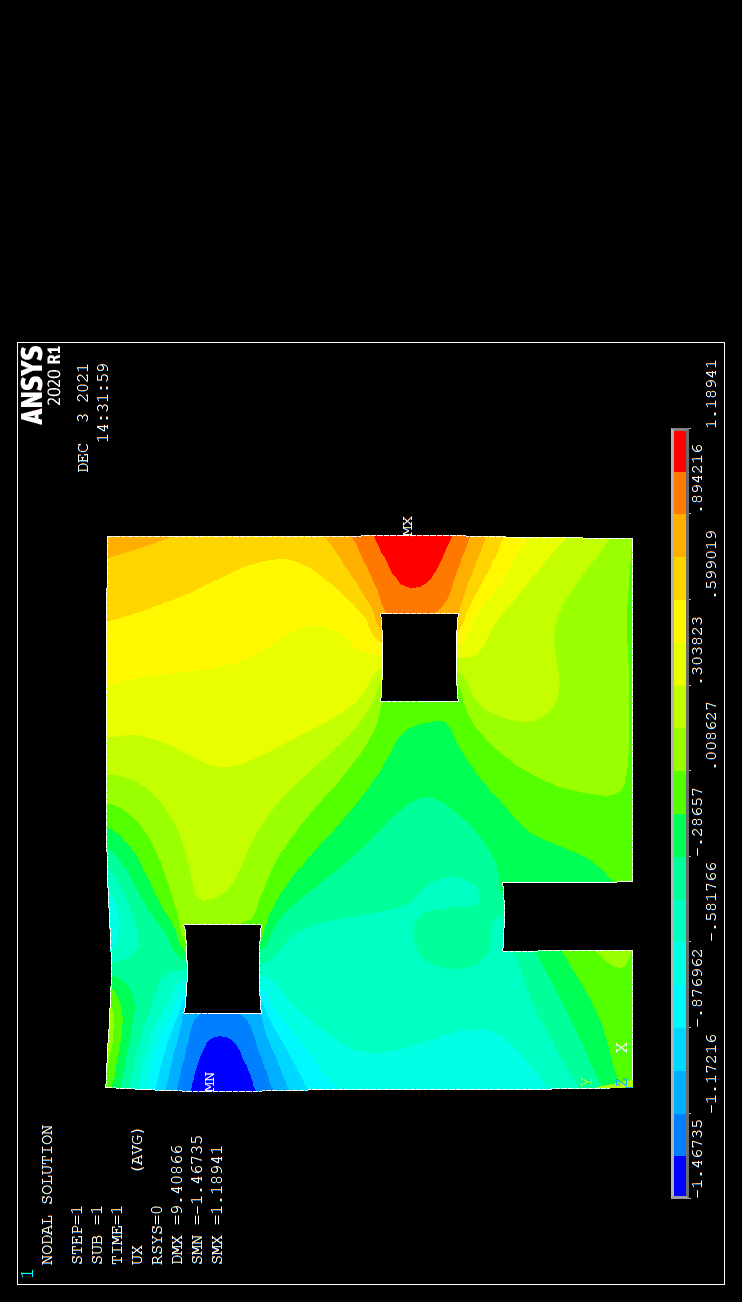 1
NODAL SOLUTION
STEP=1
SUB =1
TIME=1
UX (AVG)
RSYS=0
DMX =9.40866
SMN =-1.46735
SMX =1.18941
ANSYS
2020 R1
DEC 3 2021
14:31:59
MN
MX
Y
Z X
-1.46735 -.876962 -.28657 .303823 .894216
-1.17216 -.581766 .008627 .599019 1.18941